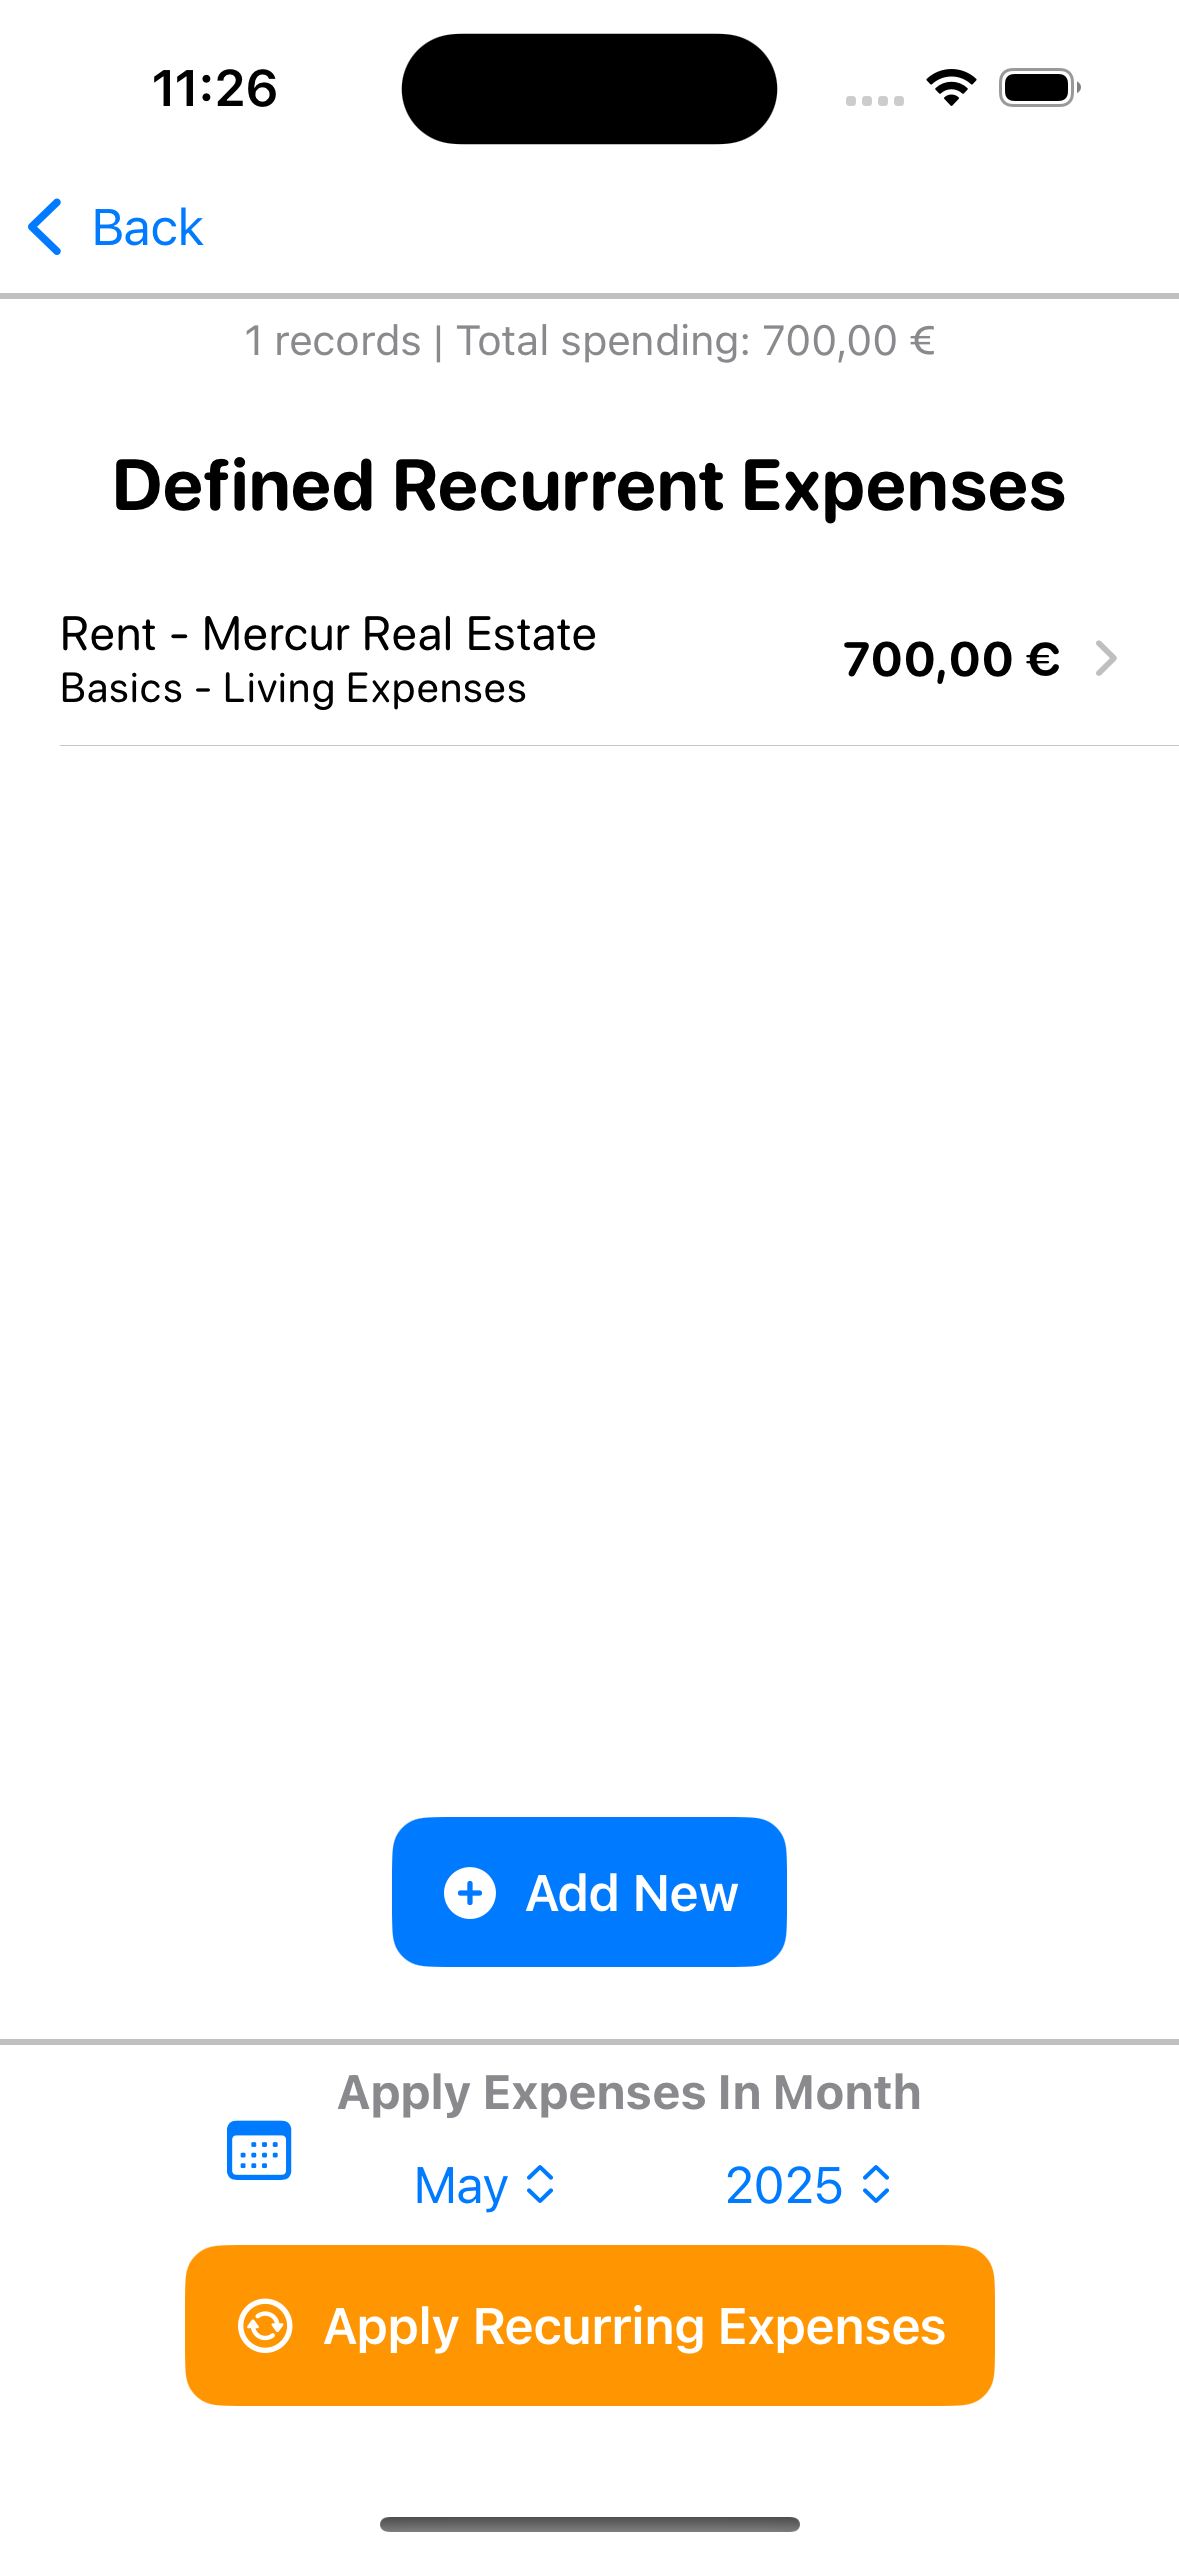 11:26
Back
1 records | Total spending: 700,00 €
Defined Recurrent Expenses
Rent - Mercur Real Estate
Basics - Living Expenses
700,00 €
Add New
Apply Expenses In Month
May 2025
Apply Recurring Expenses